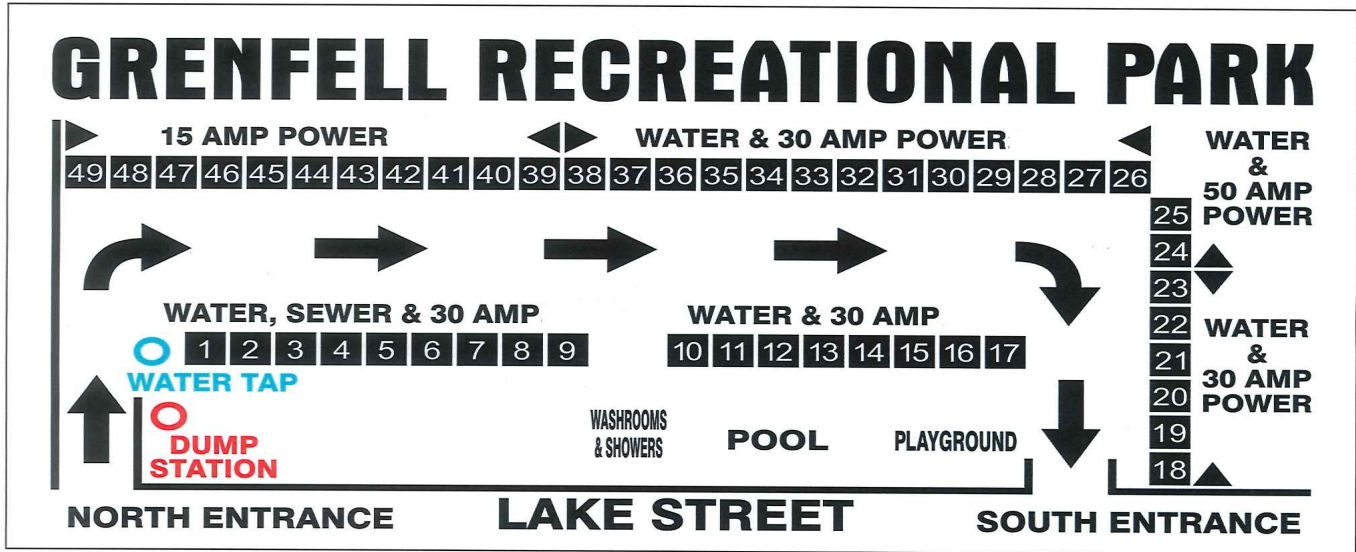 GRENFELL RECREATIONAL PARK
15 AMP POWER
WATER & 30 AMP POWER
WATER
&
50 AMP
POWER
49 48 47 46 45 44 43 42 41 40 39 38 37 36 35 34 33 32 31 30 29 28 27 26
25
24
23
22
21
20
19
18
WATER, SEWER & 30 AMP
1 2 3 4 5 6 7 8 9
WATER & 30 AMP
10 11 12 13 14 15 16 17
WATER
&
30 AMP
POWER
WATER TAP
DUMP
STATION
WASHROOMS
& SHOWERS
POOL
PLAYGROUND
NORTH ENTRANCE
LAKE STREET
SOUTH ENTRANCE